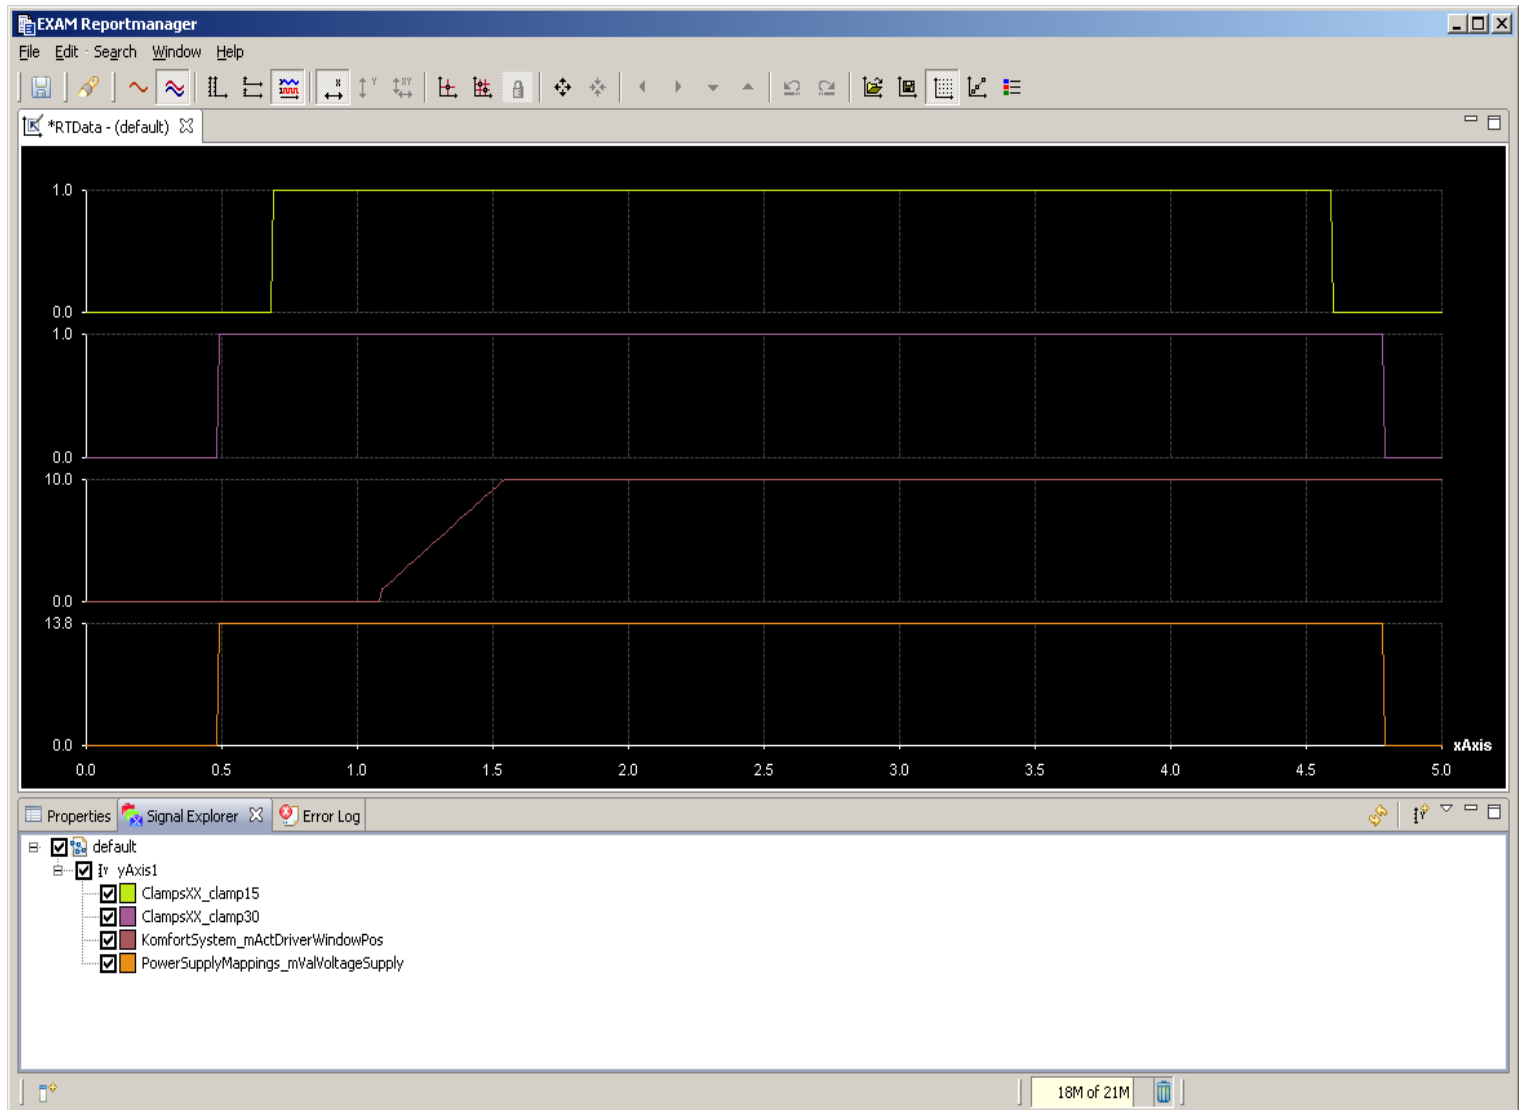 EXAM Reportmanager
File Edit Search Window Help
*RTData - (default)
1.0
0.0
1.0
0.0
10.0
0.0
13.8
0.0
xAxis
0.0 0.5 1.0 1.5 2.0 2.5 3.0 3.5 4.0 4.5 5.0
Properties Signal Explorer Error Log
default
yAxis1
ClampsXX_clamp15
ClampsXX_clamp30
KomfortSystem_mActDriverWindowPos
PowerSupplyMappings_mValVoltageSupply
18M of 21M